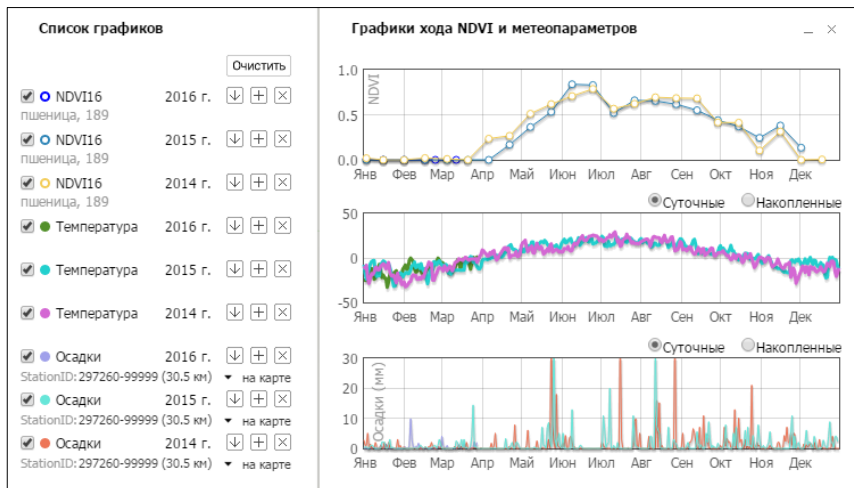 Список графиков
Очистить
NDVI16 2016 г.
пшеница, 189
NDVI16 2015 г.
пшеница, 189
NDVI16 2014 г.
пшеница, 189
Температура 2016 г.
Температура 2015 г.
Температура 2014 г.
Осадки 2016 г.
StationID: 297260-99999 (30.5 км) на карте
Осадки 2015 г.
StationID: 297260-99999 (30.5 км) на карте
Осадки 2014 г.
StationID: 297260-99999 (30.5 км) на карте
Графики хода NDVI и метеопараметров
NDVI
1.0
0.5
0.0
Янв Фев Мар Апр Май Июн Июл Авг Сен Окт Ноя Дек
Суточные Накопленные
50
0
-50
Янв Фев Мар Апр Май Июн Июл Авг Сен Окт Ноя Дек
Суточные Накопленные
Осадки (мм)
30
20
10
0
Янв Фев Мар Апр Май Июн Июл Авг Сен Окт Ноя Дек